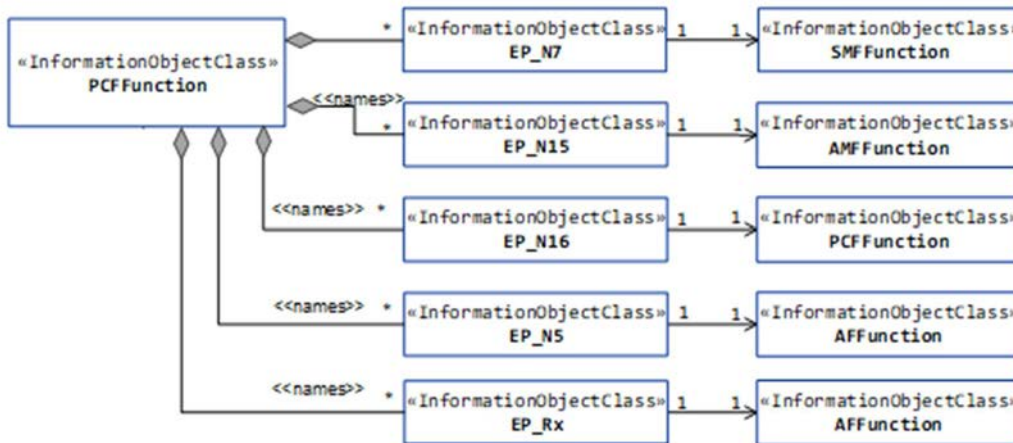 «InformationObjectClass»
PCFFunction
*
«InformationObjectClass»
EP_N7
1 1
«InformationObjectClass»
SMFFunction
<<names>>
*
«InformationObjectClass»
EP_N15
1 1
«InformationObjectClass»
AMFFunction
<<names>> *
«InformationObjectClass»
EP_N16
1 1
«InformationObjectClass»
PCFFunction
<<names>> *
«InformationObjectClass»
EP_N5
1 1
«InformationObjectClass»
AFFunction
<<names>> *
«InformationObjectClass»
EP_Rx
1 1
«InformationObjectClass»
AFFunction